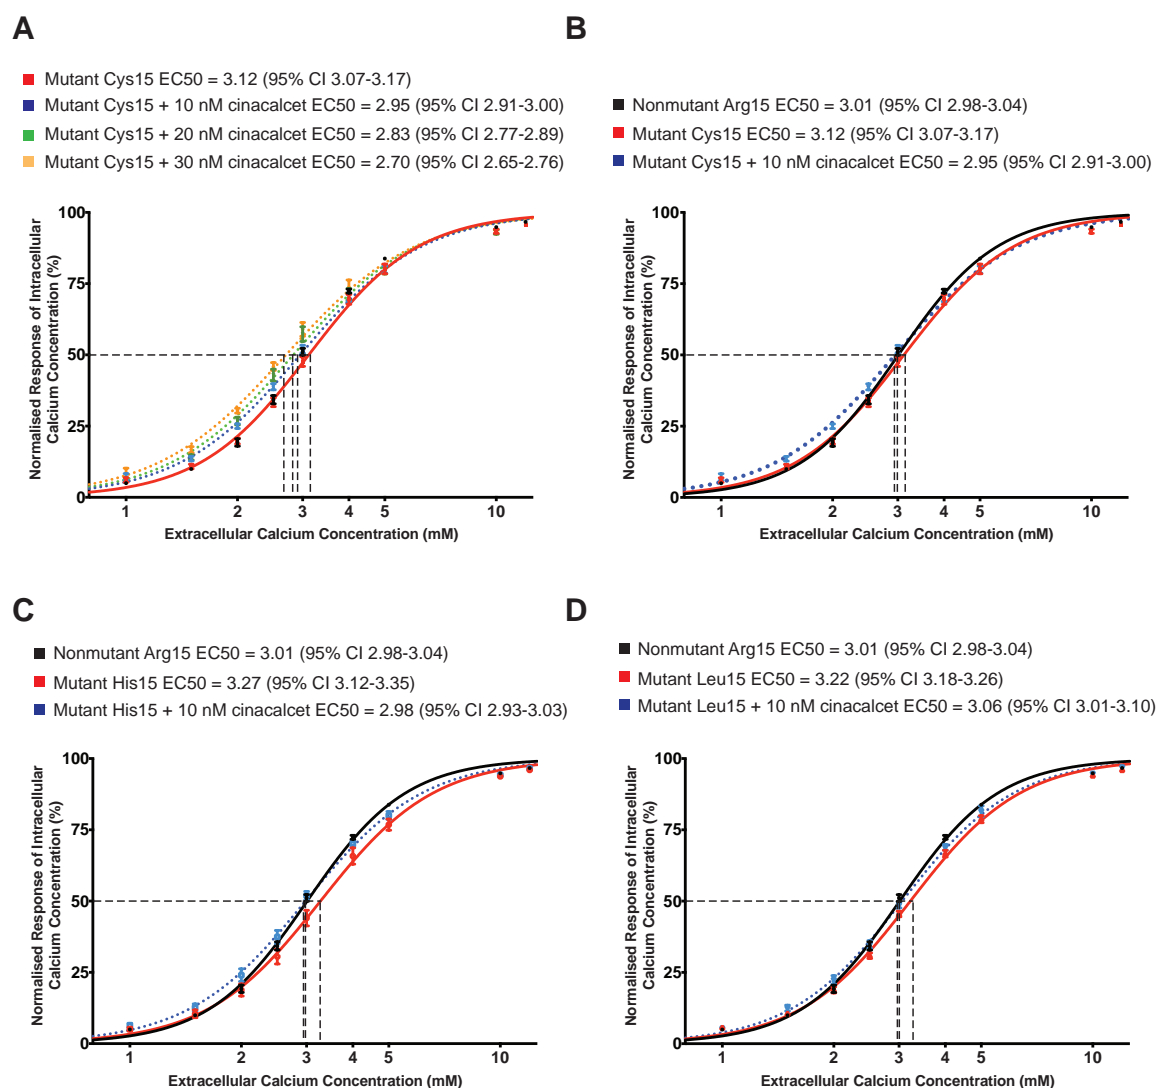 A
Mutant Cys15 EC50 = 3.12 (95% CI 3.07-3.17)
Mutant Cys15 + 10 nM cinacalcet EC50 = 2.95 (95% CI 2.91-3.00)
Mutant Cys15 + 20 nM cinacalcet EC50 = 2.83 (95% CI 2.77-2.89)
Mutant Cys15 + 30 nM cinacalcet EC50 = 2.70 (95% CI 2.65-2.76)
Normalised Response of Intracellular
Calcium Concentration (%)
100
75
50
25
0
1 2 3 4 5 10
Extracellular Calcium Concentration (mM)
B
Nonmutant Arg15 EC50 = 3.01 (95% CI 2.98-3.04)
Mutant Cys15 EC50 = 3.12 (95% CI 3.07-3.17)
Mutant Cys15 + 10 nM cinacalcet EC50 = 2.95 (95% CI 2.91-3.00)
Normalised Response of Intracellular
Calcium Concentration (%)
100
75
50
25
0
1 2 3 4 5 10
Extracellular Calcium Concentration (mM)
C
Nonmutant Arg15 EC50 = 3.01 (95% CI 2.98-3.04)
Mutant His15 EC50 = 3.27 (95% CI 3.12-3.35)
Mutant His15 + 10 nM cinacalcet EC50 = 2.98 (95% CI 2.93-3.03)
Normalised Response of Intracellular
Calcium Concentration (%)
100
75
50
25
0
1 2 3 4 5 10
Extracellular Calcium Concentration (mM)
D
Nonmutant Arg15 EC50 = 3.01 (95% CI 2.98-3.04)
Mutant Leu15 EC50 = 3.22 (95% CI 3.18-3.26)
Mutant Leu15 + 10 nM cinacalcet EC50 = 3.06 (95% CI 3.01-3.10)
Normalised Response of Intracellular
Calcium Concentration (%)
100
75
50
25
0
1 2 3 4 5 10
Extracellular Calcium Concentration (mM)